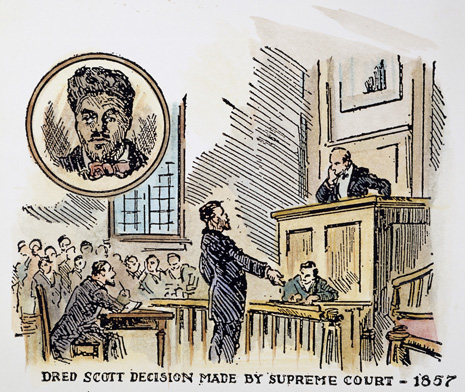 DRED SCOTT DECISION MADE BY SUPREME COURT - 1857